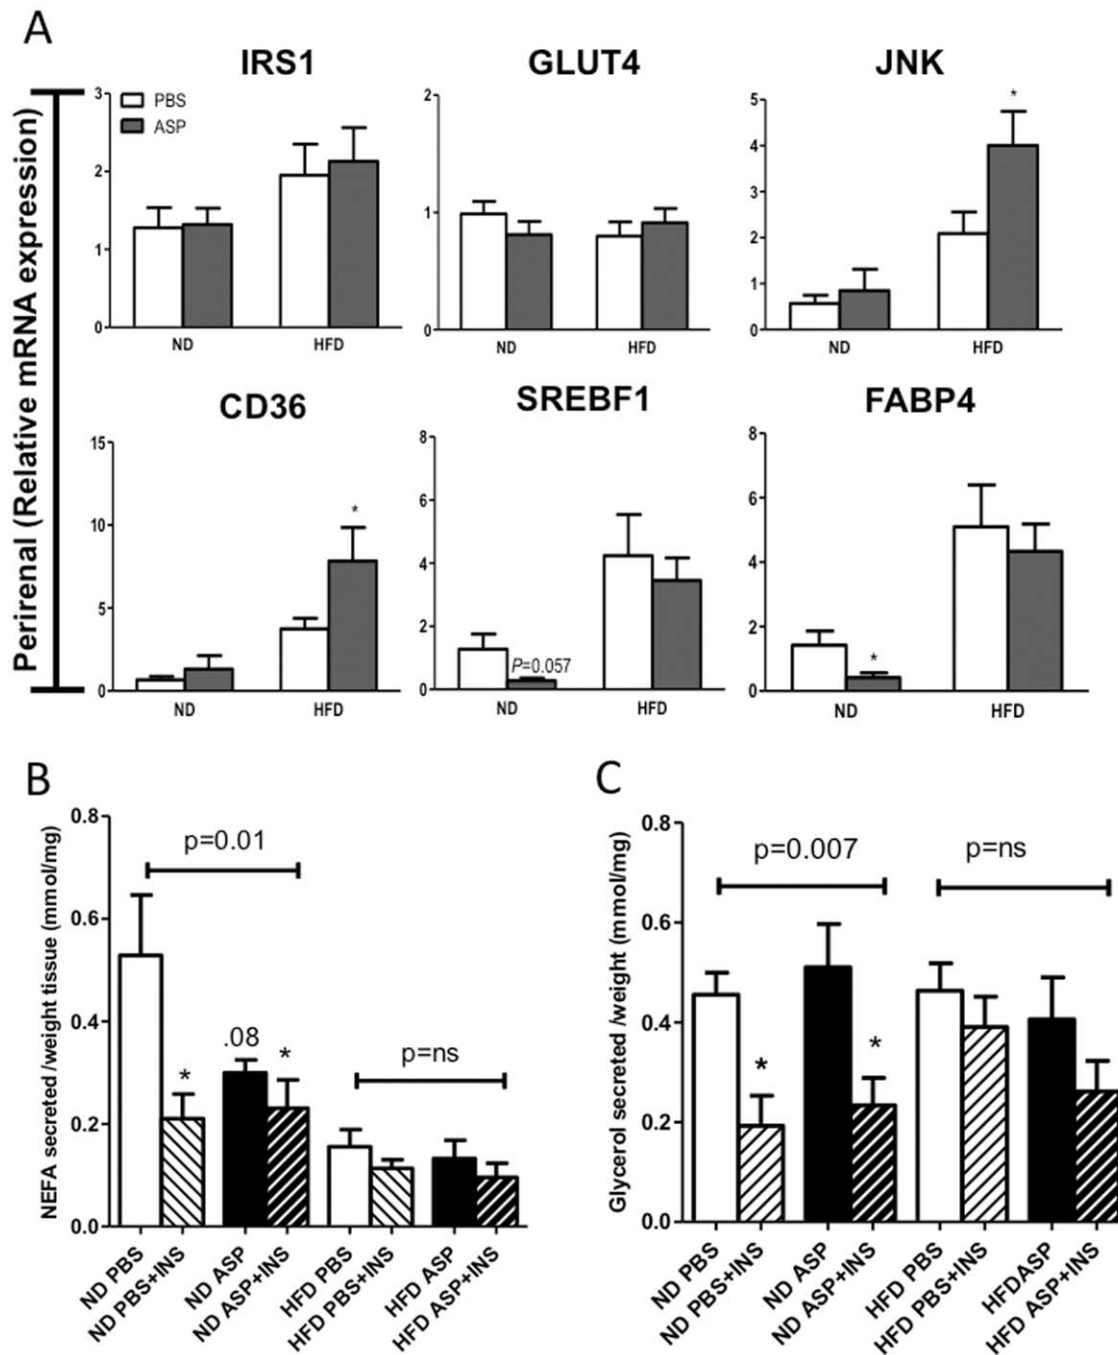 A
IRS1
GLUT4
JNK
Perirenal (Relative mRNA expression)
PBS
ASP
3
2
1
0
ND
HFD
2
1
0
ND
HFD
*
5
4
3
2
1
0
ND
HFD
CD36
SREBF1
FABP4
15
10
5
0
*
ND
HFD
8
6
4
2
0
P=0.057
ND
HFD
8
6
4
2
0
*
ND
HFD
B
NEFA secreted /weight tissue (mmol/mg)
0.8
0.6
0.4
0.2
0.0
p=0.01
*
.08
*
p=ns
ND PBS
ND PBS+INS
ND ASP
ND ASP+INS
HFD PBS
HFD PBS+INS
HFD ASP
HFD ASP+INS
C
Glycerol secreted /weight (mmol/mg)
0.8
0.6
0.4
0.2
0.0
p=0.007
p=ns
*
*
ND PBS
ND PBS+INS
ND ASP
ND ASP+INS
HFD PBS
HFD PBS+INS
HFDASP
HFD ASP+INS